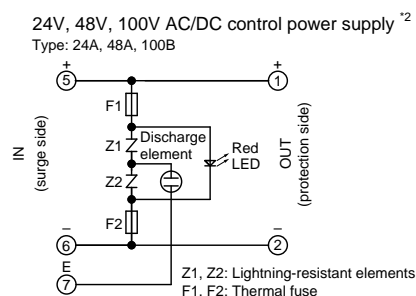 24V, 48V, 100V AC/DC control power supply *2
Type: 24A, 48A, 100B
+ +
5 1
F1
Z1 Discharge element
Red LED
Z2
F2
IN (surge side)
OUT (protection side)
− −
6 2
E
7
Z1, Z2: Lightning-resistant elements
F1, F2: Thermal fuse